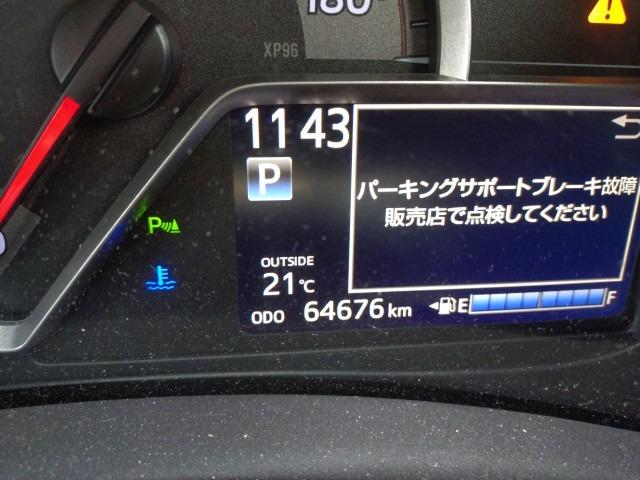 180
XP96
11 43
P
パーキングサポートブレーキ故障
販売店で点検してください
P
OUTSIDE
21℃
ODO 64676 km
E F